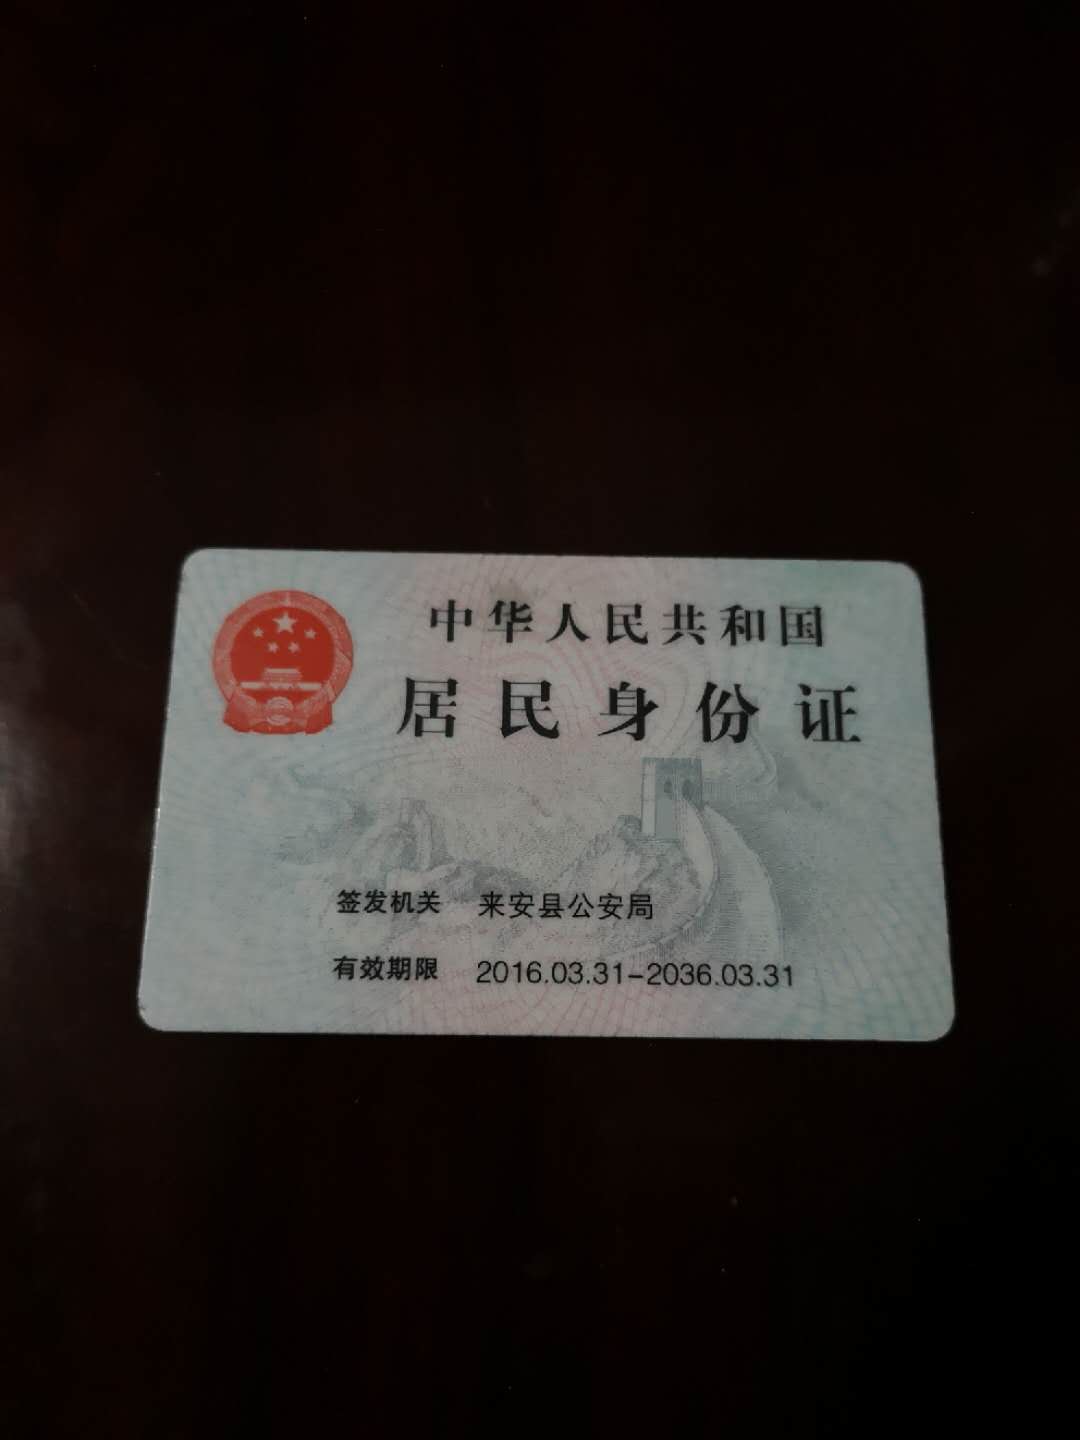 中华人民共和国
居民身份证
签发机关 来安县公安局
有效期限 2016.03.31-2036.03.31